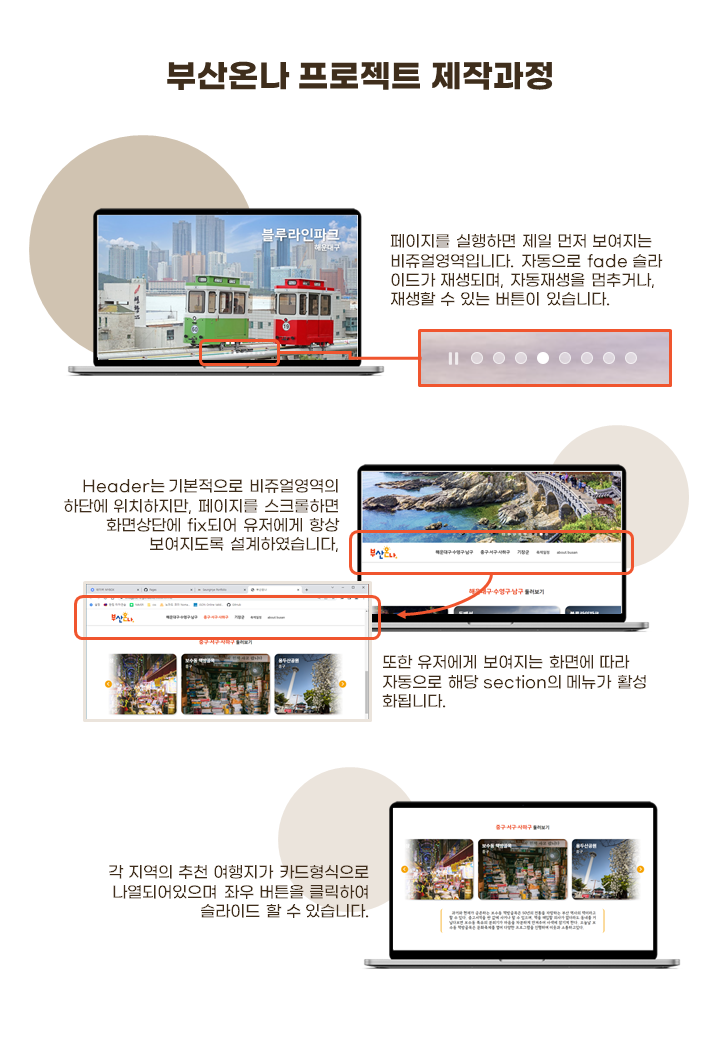 부산온나 프로젝트 제작과정
블루라인파크
해운대구
페이지를 실행하면 제일 먼저 보여지는
비쥬얼영역입니다. 자동으로 fade 슬라
이드가 재생되며, 자동재생을 멈추거나,
재생할 수 있는 버튼이 있습니다.
Header는 기본적으로 비쥬얼영역의
하단에 위치하지만, 페이지를 스크롤하면
화면상단에 fix되어 유저에게 항상
보여지도록 설계하였습니다,
부산온나 해운대구·수영구·남구 중구·서구·사하구 기장군 축제일정 about busan
해운대구·수영구·남구 둘러보기
부산온나 해운대구·수영구·남구 중구·서구·사하구 기장군 축제일정 about busan
중구·서구·사하구 둘러보기
보수동 책방골목
중구
용두산공원
중구
또한 유저에게 보여지는 화면에 따라
자동으로 해당 section의 메뉴가 활성
화됩니다.
각 지역의 추천 여행지가 카드형식으로
나열되어있으며 좌우 버튼을 클릭하여
슬라이드 할 수 있습니다.
중구·서구·사하구 둘러보기
보수동 책방골목
중구
용두산공원
중구